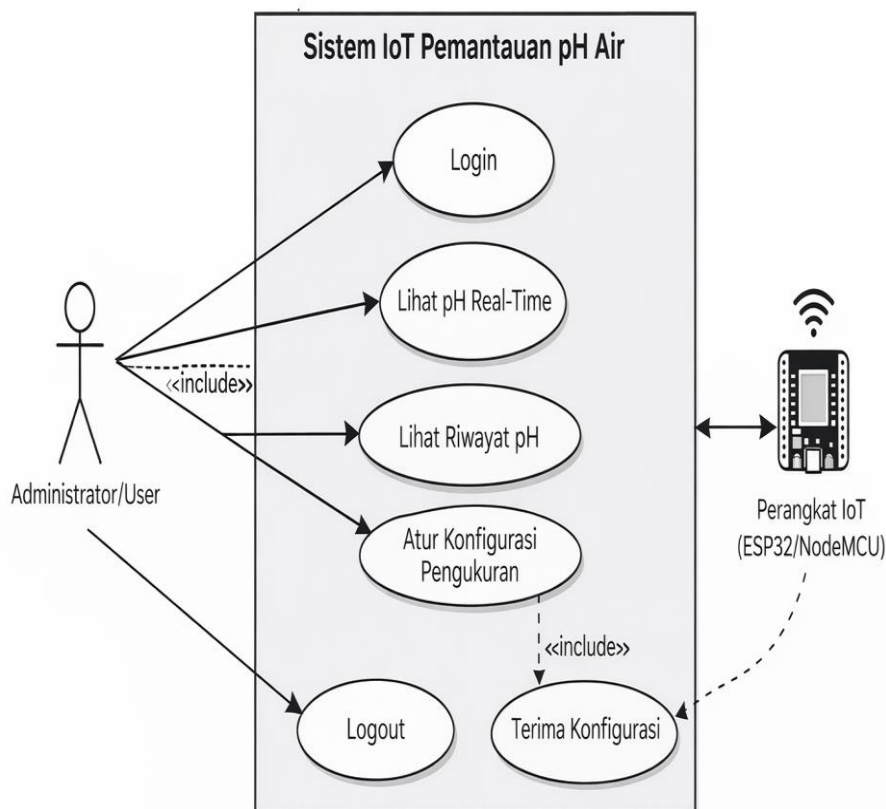 Sistem IoT Pemantauan pH Air
Login
Lihat pH Real-Time
<<include>>
Lihat Riwayat pH
Administrator/User
Atur Konfigurasi
Pengukuran
Perangkat IoT
(ESP32/NodeMCU)
<<include>>
Logout
Terima Konfigurasi